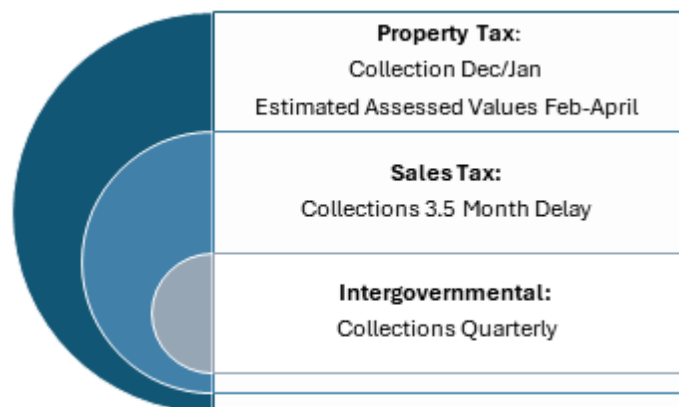 Property Tax:
Collection Dec/Jan
Estimated Assessed Values Feb-April
Sales Tax:
Collections 3.5 Month Delay
Intergovernmental:
Collections Quarterly